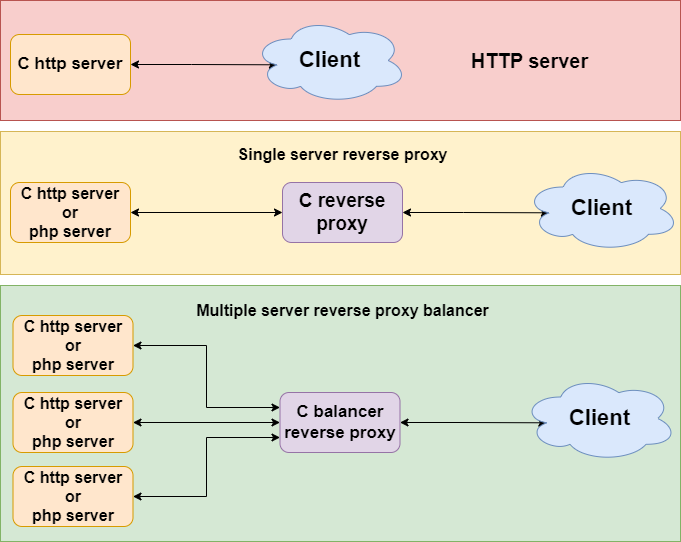 C http server
Client
HTTP server
Single server reverse proxy
C http server
or
php server
C reverse
proxy
Client
Multiple server reverse proxy balancer
C http server
or
php server
C http server
or
php server
C http server
or
php server
C balancer
reverse proxy
Client